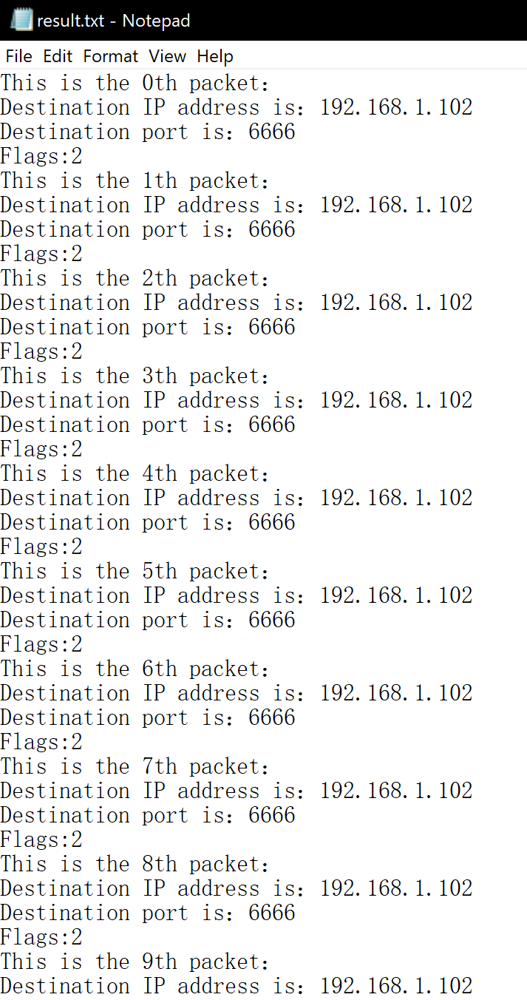 result.txt - Notepad
File Edit Format View Help
This is the 0th packet：
Destination IP address is：192.168.1.102
Destination port is：6666
Flags:2
This is the 1th packet：
Destination IP address is：192.168.1.102
Destination port is：6666
Flags:2
This is the 2th packet：
Destination IP address is：192.168.1.102
Destination port is：6666
Flags:2
This is the 3th packet：
Destination IP address is：192.168.1.102
Destination port is：6666
Flags:2
This is the 4th packet：
Destination IP address is：192.168.1.102
Destination port is：6666
Flags:2
This is the 5th packet：
Destination IP address is：192.168.1.102
Destination port is：6666
Flags:2
This is the 6th packet：
Destination IP address is：192.168.1.102
Destination port is：6666
Flags:2
This is the 7th packet：
Destination IP address is：192.168.1.102
Destination port is：6666
Flags:2
This is the 8th packet：
Destination IP address is：192.168.1.102
Destination port is：6666
Flags:2
This is the 9th packet：
Destination IP address is：192.168.1.102